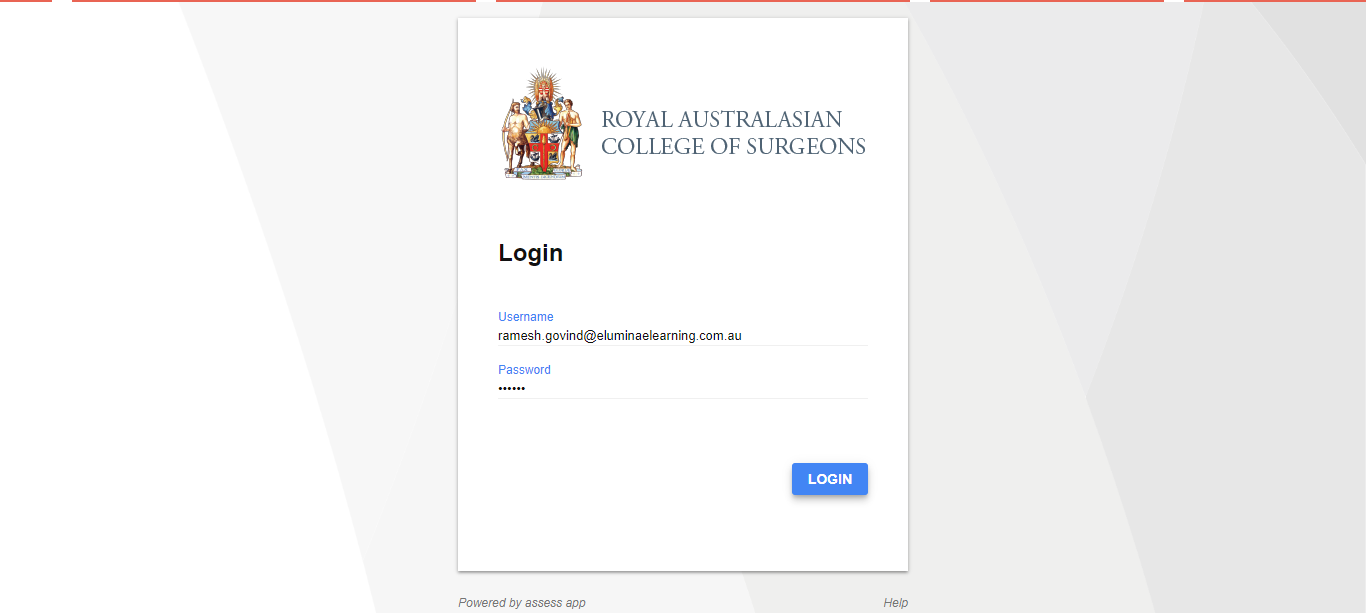 ROYAL AUSTRALASIAN
COLLEGE OF SURGEONS
Login
Username
ramesh.govind@eluminaelearning.com.au
Password
••••••
LOGIN
Powered by assess app
Help